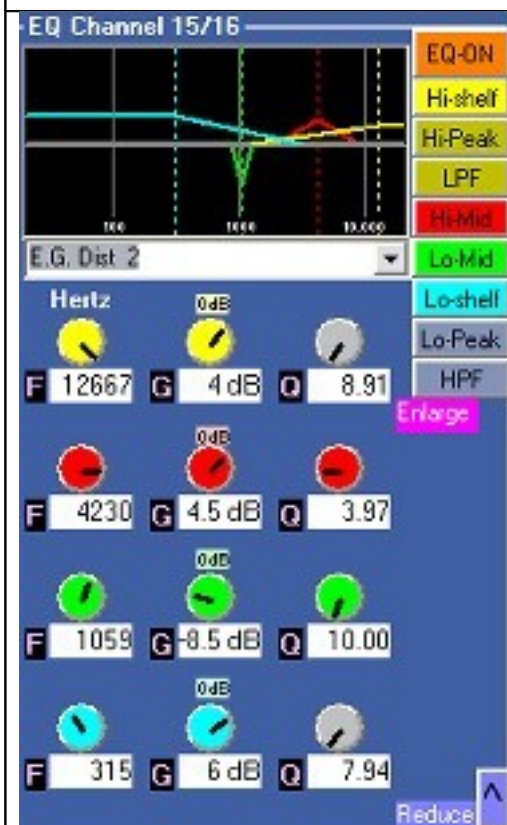 EQ Channel 15/16
EQ-ON
Hi-shelf
Hi-Peak
LPF
Hi-Mid
Lo-Mid
Lo-shelf
Lo-Peak
HPF
Enlarge
100 1000 10.000
E.G. Dist 2
Hertz 0dB
F 12667 G 4 dB Q 8.91
0dB
F 4230 G 4.5 dB Q 3.97
0dB
F 1059 G -8.5 dB Q 10.00
0dB
F 315 G 6 dB Q 7.94
^
Reduce